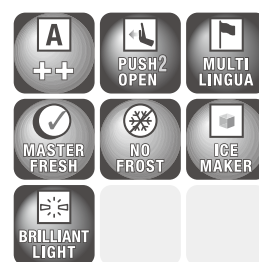 A
++
PUSH2
OPEN
MULTI
LINGUA
MASTER
FRESH
NO
FROST
ICE
MAKER
BRILLIANT
LIGHT